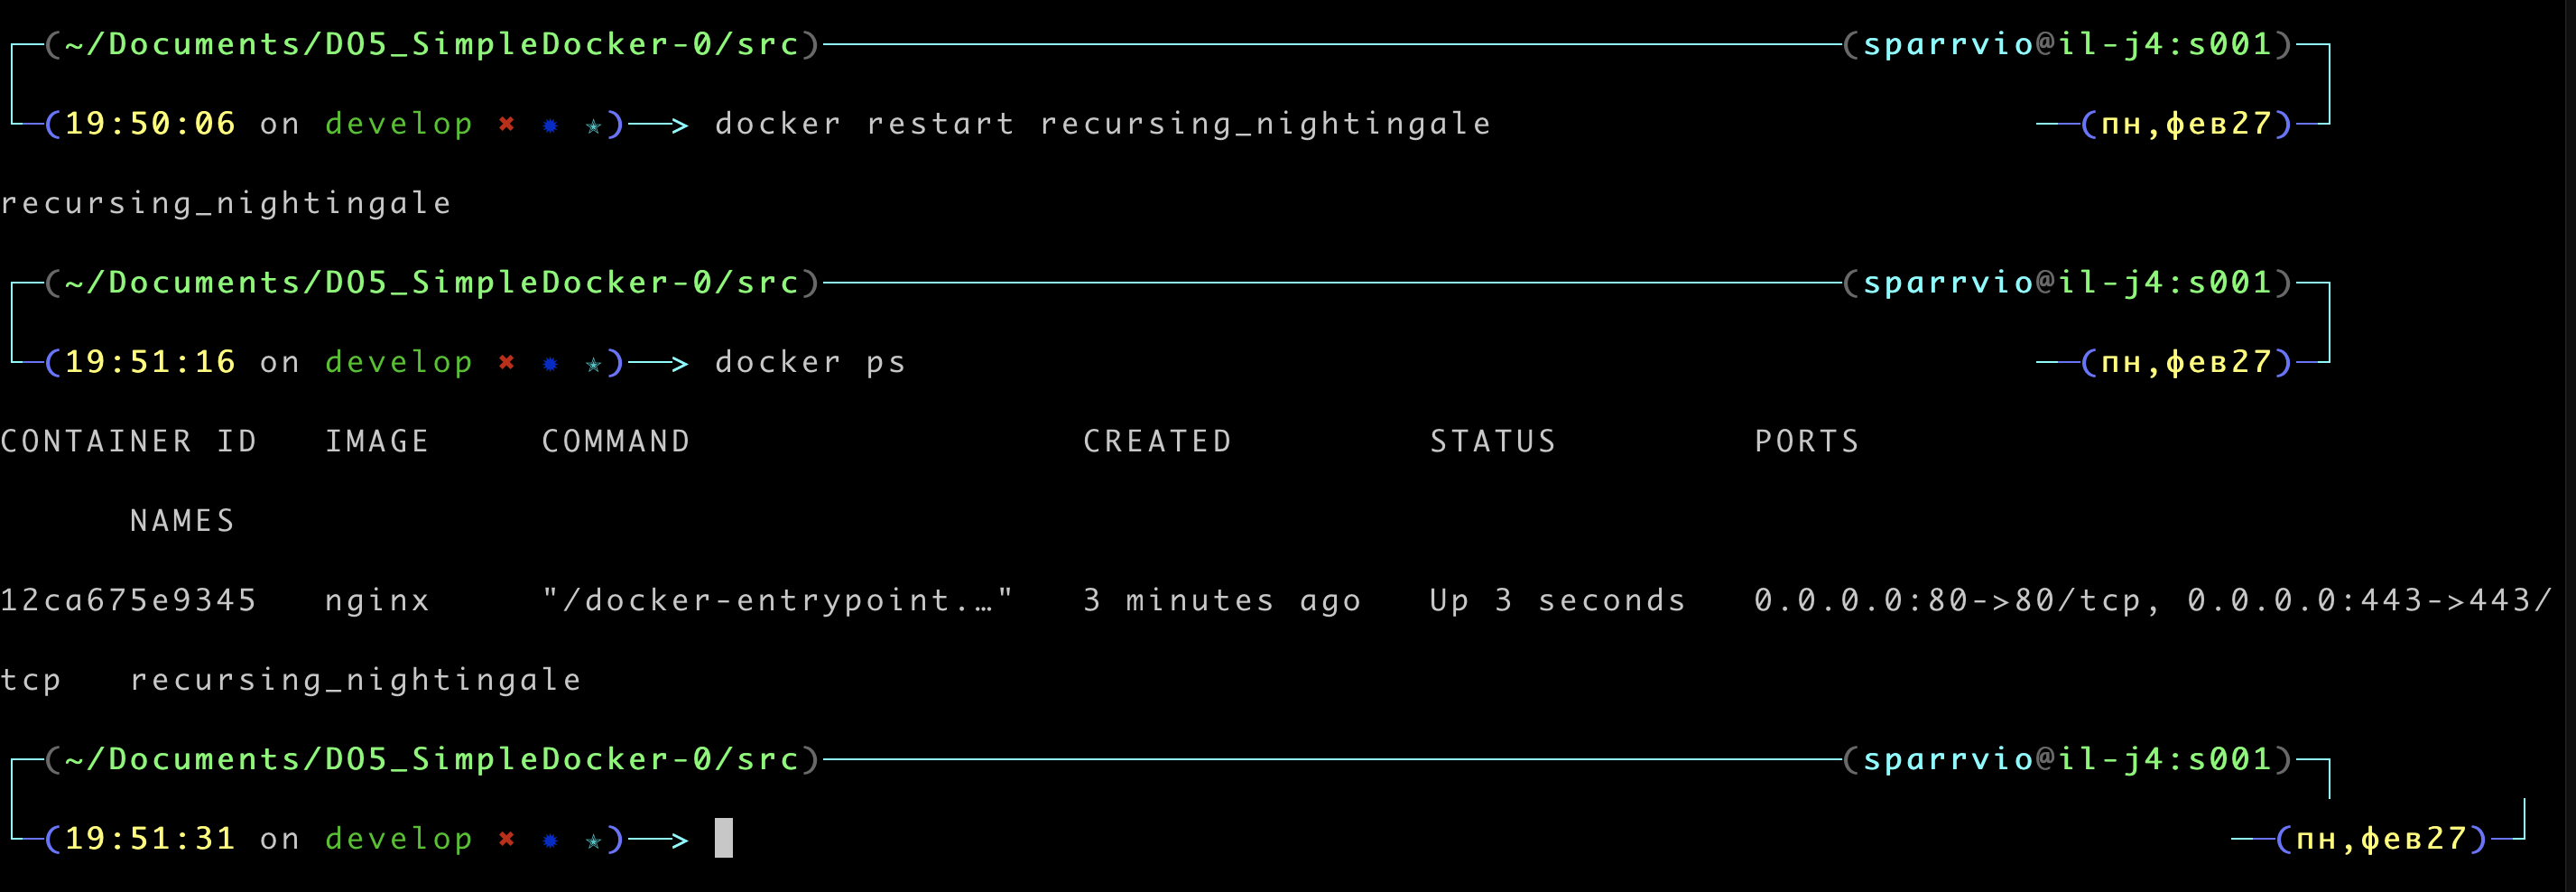 (~/Documents/DO5_SimpleDocker-0/src) (sparrvio@il-j4:s001)
(19:50:06 on develop ✖ ✹ ✭)──> docker restart recursing_nightingale (пн,фев27)
recursing_nightingale
(~/Documents/DO5_SimpleDocker-0/src) (sparrvio@il-j4:s001)
(19:51:16 on develop ✖ ✹ ✭)──> docker ps (пн,фев27)
CONTAINER ID IMAGE COMMAND CREATED STATUS PORTS
NAMES
12ca675e9345 nginx "/docker-entrypoint.…" 3 minutes ago Up 3 seconds 0.0.0.0:80->80/tcp, 0.0.0.0:443->443/
tcp recursing_nightingale
(~/Documents/DO5_SimpleDocker-0/src) (sparrvio@il-j4:s001)
(19:51:31 on develop ✖ ✹ ✭)──> (пн,фев27)